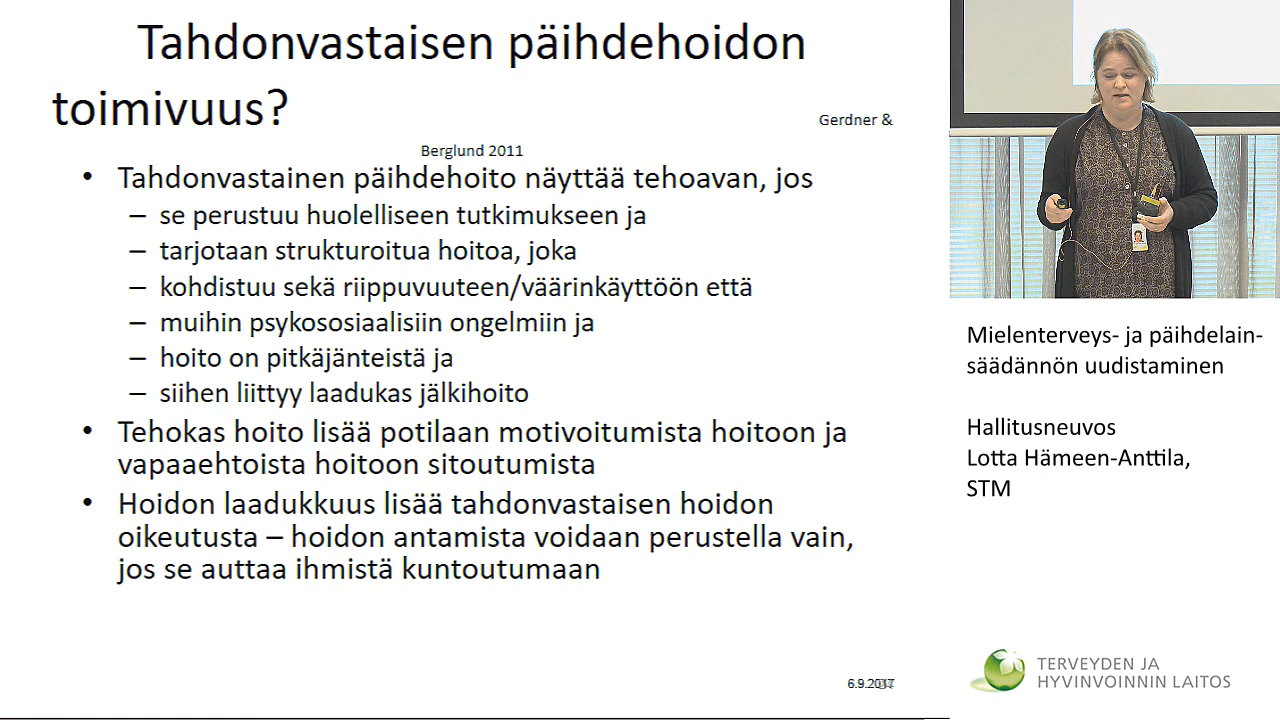 Tahdonvastaisen päihdehoidon
toimivuus?
Gerdner &
Berglund 2011
• Tahdonvastainen päihdehoito näyttää tehoavan, jos
– se perustuu huolelliseen tutkimukseen ja
– tarjotaan strukturoitua hoitoa, joka
– kohdistuu sekä riippuvuuteen/väärinkäyttöön että
– muihin psykososiaalisiin ongelmiin ja
– hoito on pitkäjänteistä ja
– siihen liittyy laadukas jälkihoito
• Tehokas hoito lisää potilaan motivoitumista hoitoon ja
vapaaehtoista hoitoon sitoutumista
• Hoidon laadukkuus lisää tahdonvastaisen hoidon
oikeutusta – hoidon antamista voidaan perustella vain,
jos se auttaa ihmistä kuntoutumaan
6.9.2017
Mielenterveys- ja päihdelain-
säädännön uudistaminen
Hallitusneuvos
Lotta Hämeen-Anttila,
STM
TERVEYDEN JA
HYVINVOINNIN LAITOS